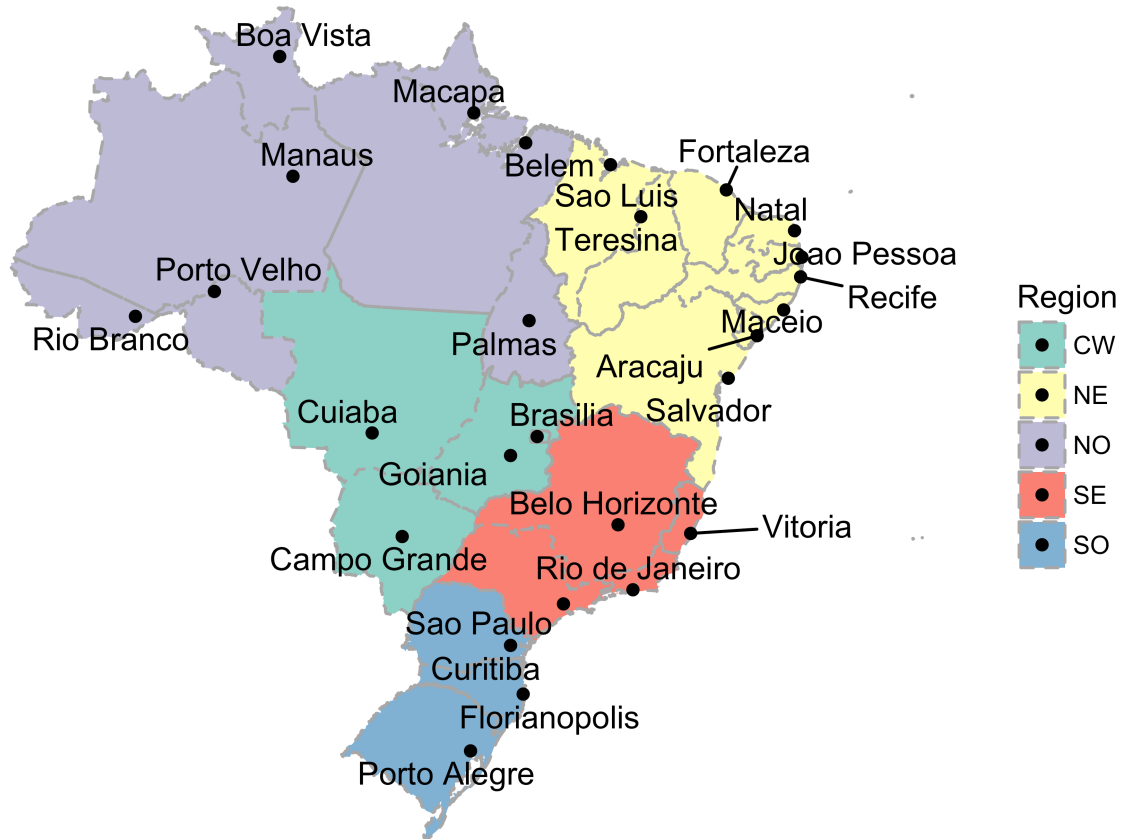 Boa Vista
Macapa
Manaus
Belem
Fortaleza
Sao Luis
Natal
Teresina
Joao Pessoa
Porto Velho
Recife
Rio Branco
Palmas
Maceio
Aracaju
Cuiaba
Brasilia
Salvador
Goiania
Belo Horizonte
Vitoria
Campo Grande
Rio de Janeiro
Sao Paulo
Curitiba
Florianopolis
Porto Alegre
Region
CW
NE
NO
SE
SO